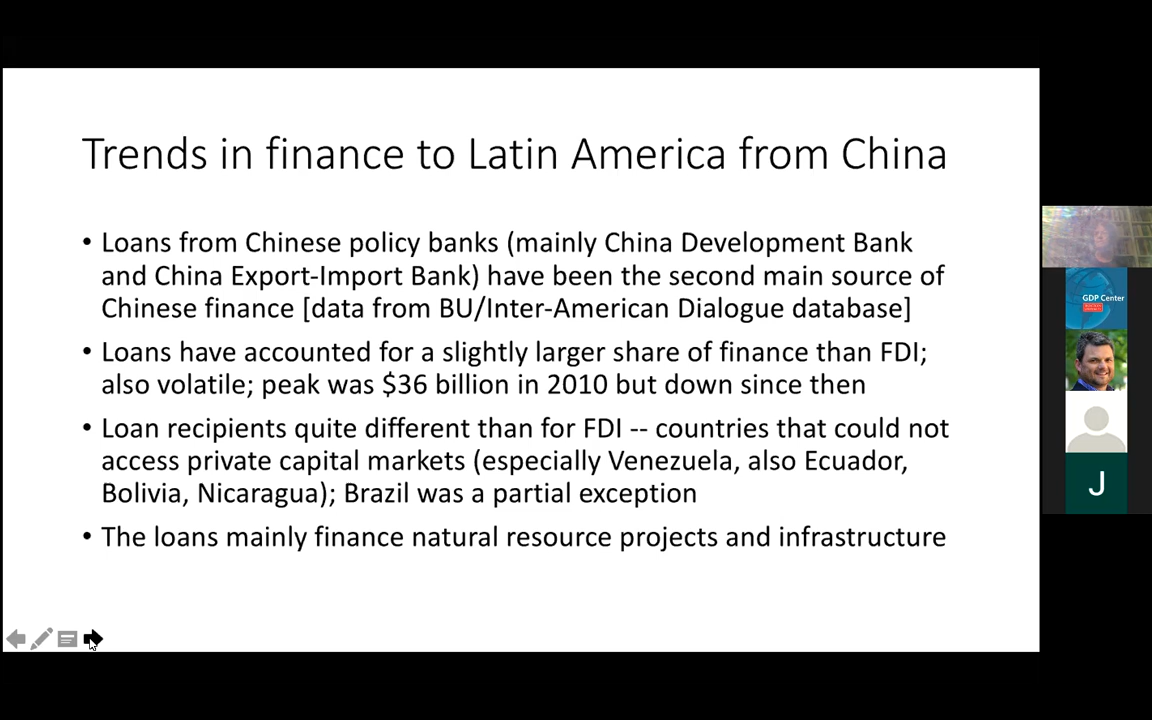 Trends in finance to Latin America from China
• Loans from Chinese policy banks (mainly China Development Bank
and China Export-Import Bank) have been the second main source of
Chinese finance [data from BU/Inter-American Dialogue database]
• Loans have accounted for a slightly larger share of finance than FDI;
also volatile; peak was $36 billion in 2010 but down since then
• Loan recipients quite different than for FDI -- countries that could not
access private capital markets (especially Venezuela, also Ecuador,
Bolivia, Nicaragua); Brazil was a partial exception
• The loans mainly finance natural resource projects and infrastructure
GDP Center
J